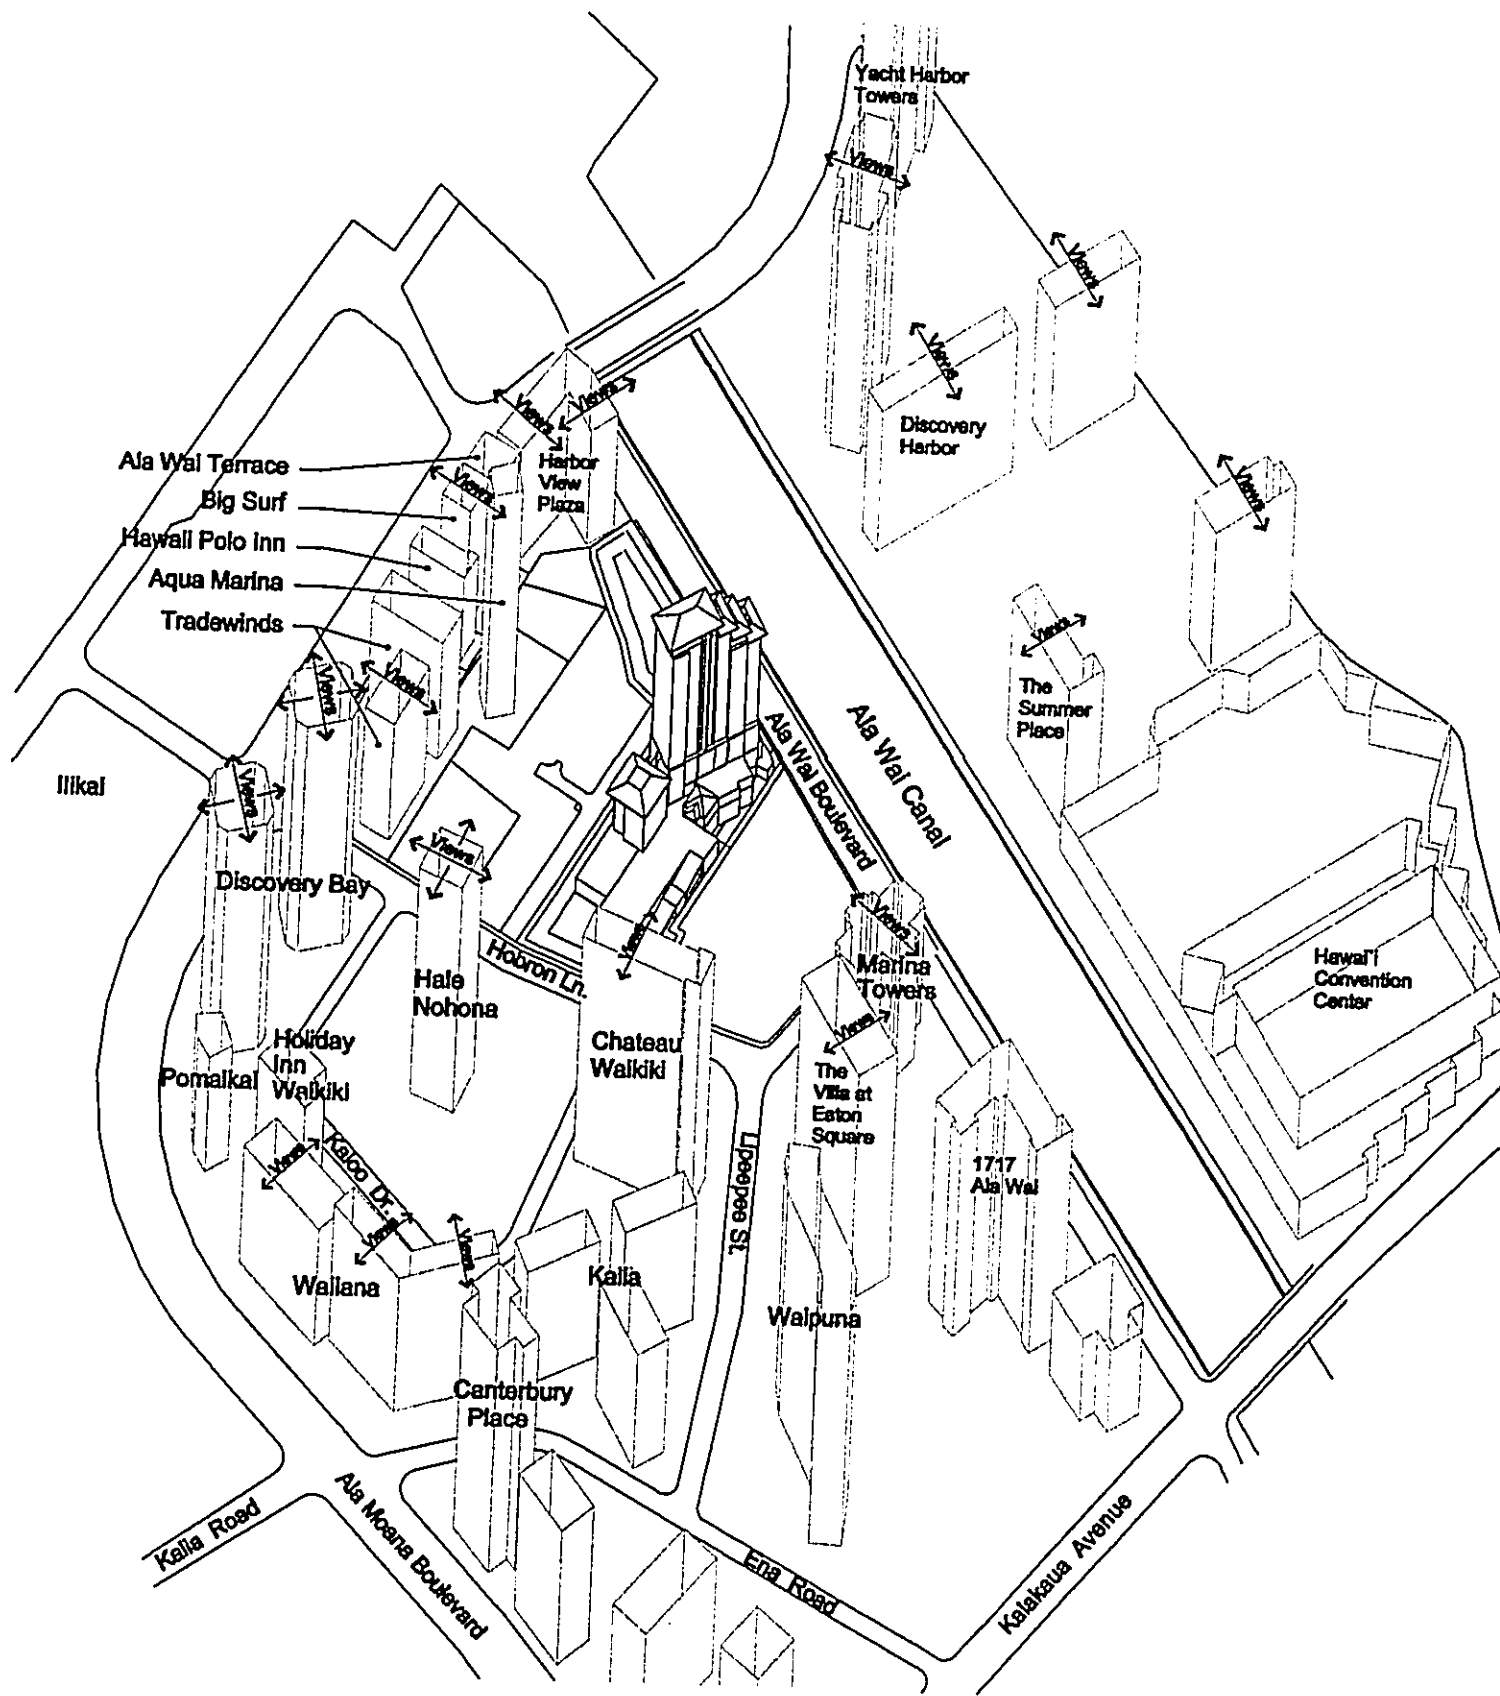 Yacht Harbor
Towers
Views
Views
Views
Discovery
Harbor
Views
Views
Views
Harbor
View
Plaza
Ala Wai Terrace
Views
Big Surf
Hawaii Polo Inn
Aqua Marina
Tradewinds
Views
Views
Views
The
Summer
Place
Ala Wai Boulevard
Ala Wai Canal
Ilikai
Views
Views
Discovery Bay
Hale
Nohona
Hobron Ln.
Views
Views
Marina
Towers
Hawai'i
Convention
Center
Holiday
Inn
Waikiki
Pomaikai
Chateau
Waikiki
Views
The
Villa at
Eaton
Square
Views
Kaioo Dr.
Views
Views
Lipeepee St.
1717
Ala Wai
Wailana
Kalia
Waipuna
Canterbury
Place
Kalia Road
Ala Moana Boulevard
Ena Road
Kalakaua Avenue